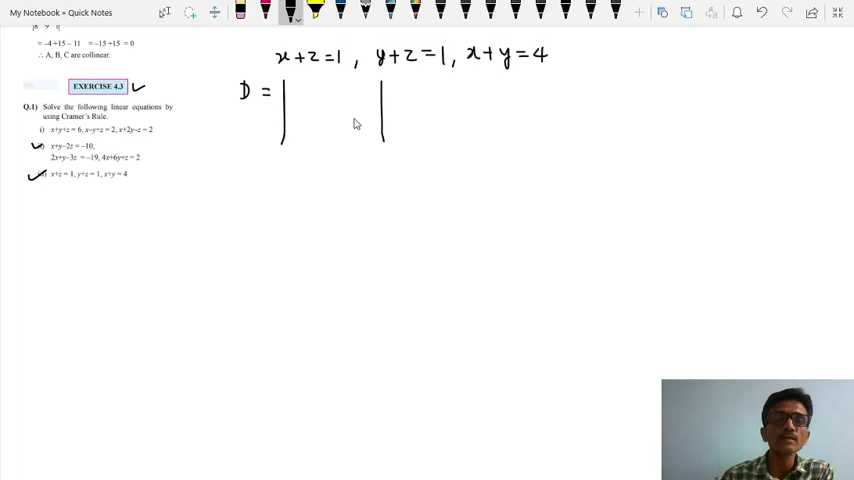 My Notebook » Quick Notes
= –4 +15 – 11 = –15 +15 = 0
∴ A, B, C are collinear.
EXERCISE 4.3
Q.1) Solve the following linear equations by
using Cramer's Rule.
i) x+y+z = 6, x–y+z = 2, x+2y–z = 2
x+y–2z = –10,
2x+y–3z = –19, 4x+6y+z = 2
x+z = 1, y+z = 1, x+y = 4
x+z=1, y+z=1, x+y=4
D =